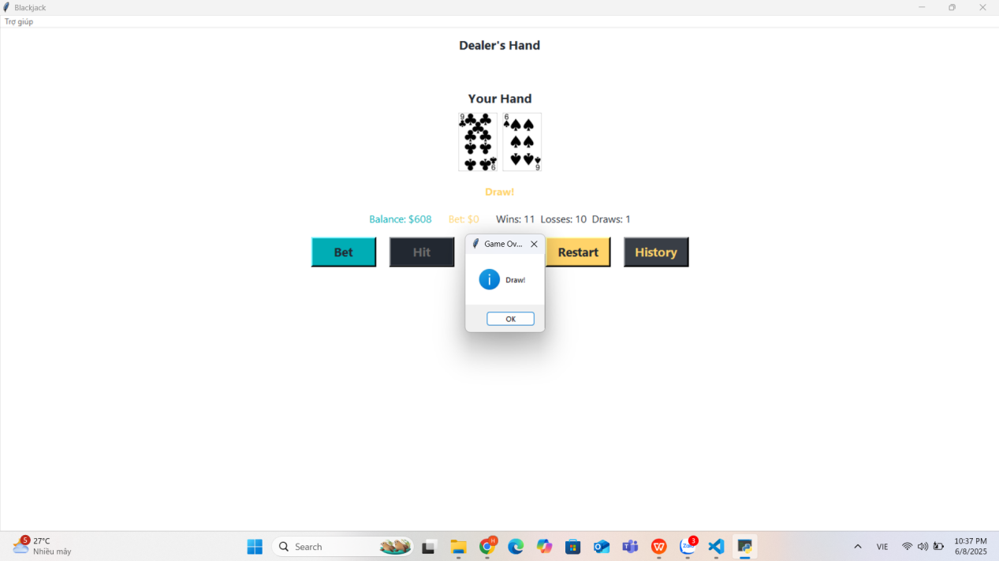 Blackjack
Trợ giúp
Dealer's Hand
Your Hand
9 6
9 9
Draw!
Balance: $608 Bet: $0 Wins: 11 Losses: 10 Draws: 1
Bet Hit Restart History
Game Ov...
Draw!
OK
5 27°C
Nhiều mây
Search
H
Zalo 3
VIE
10:37 PM
6/8/2025